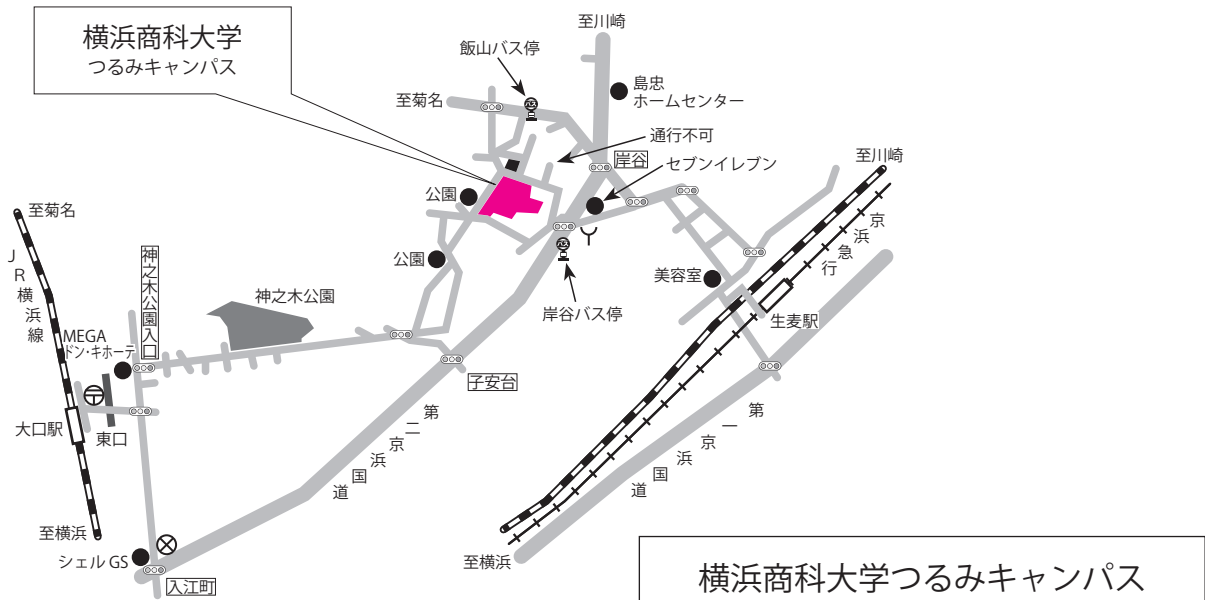 横浜商科大学
つるみキャンパス
至川崎
飯山バス停
島忠
ホームセンター
至菊名
通行不可
岸谷
セブンイレブン
至川崎
公園
至菊名
JR横浜線
神之木公園入口
公園
京浜急行
美容室
神之木公園
岸谷バス停
生麦駅
MEGA
ドン・キホーテ
子安台
大口駅
東口
第二京浜国道
第一京浜国道
至横浜
シェル GS
至横浜
入江町
横浜商科大学つるみキャンパス